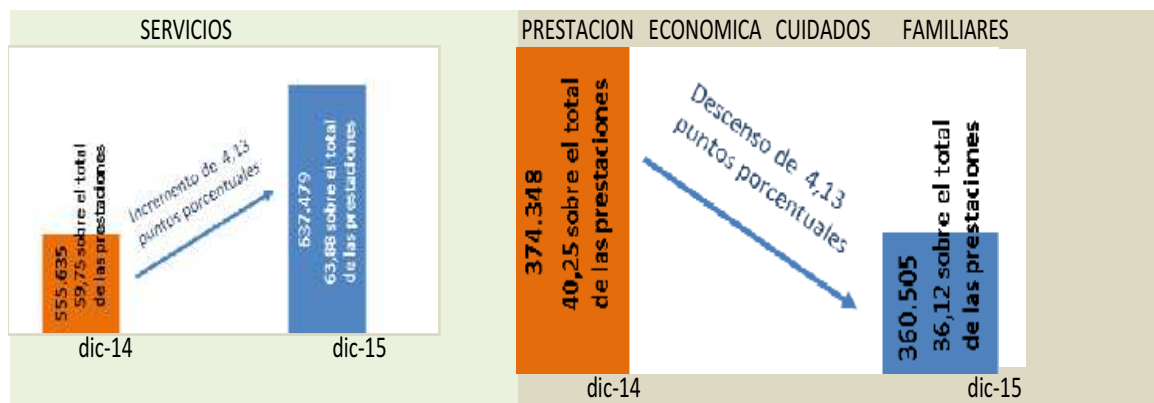 SERVICIOS
555.635
59,75 sobre el total
de las prestaciones
Incremento de 4,13
puntos porcentuales
637.479
63,88 sobre el total
de las prestaciones
dic-14
dic-15
PRESTACION ECONOMICA CUIDADOS FAMILIARES
374.348
40,25 sobre el total
de las prestaciones
Descenso de 4,13
puntos porcentuales
360.505
36,12 sobre el total
de las prestaciones
dic-14
dic-15